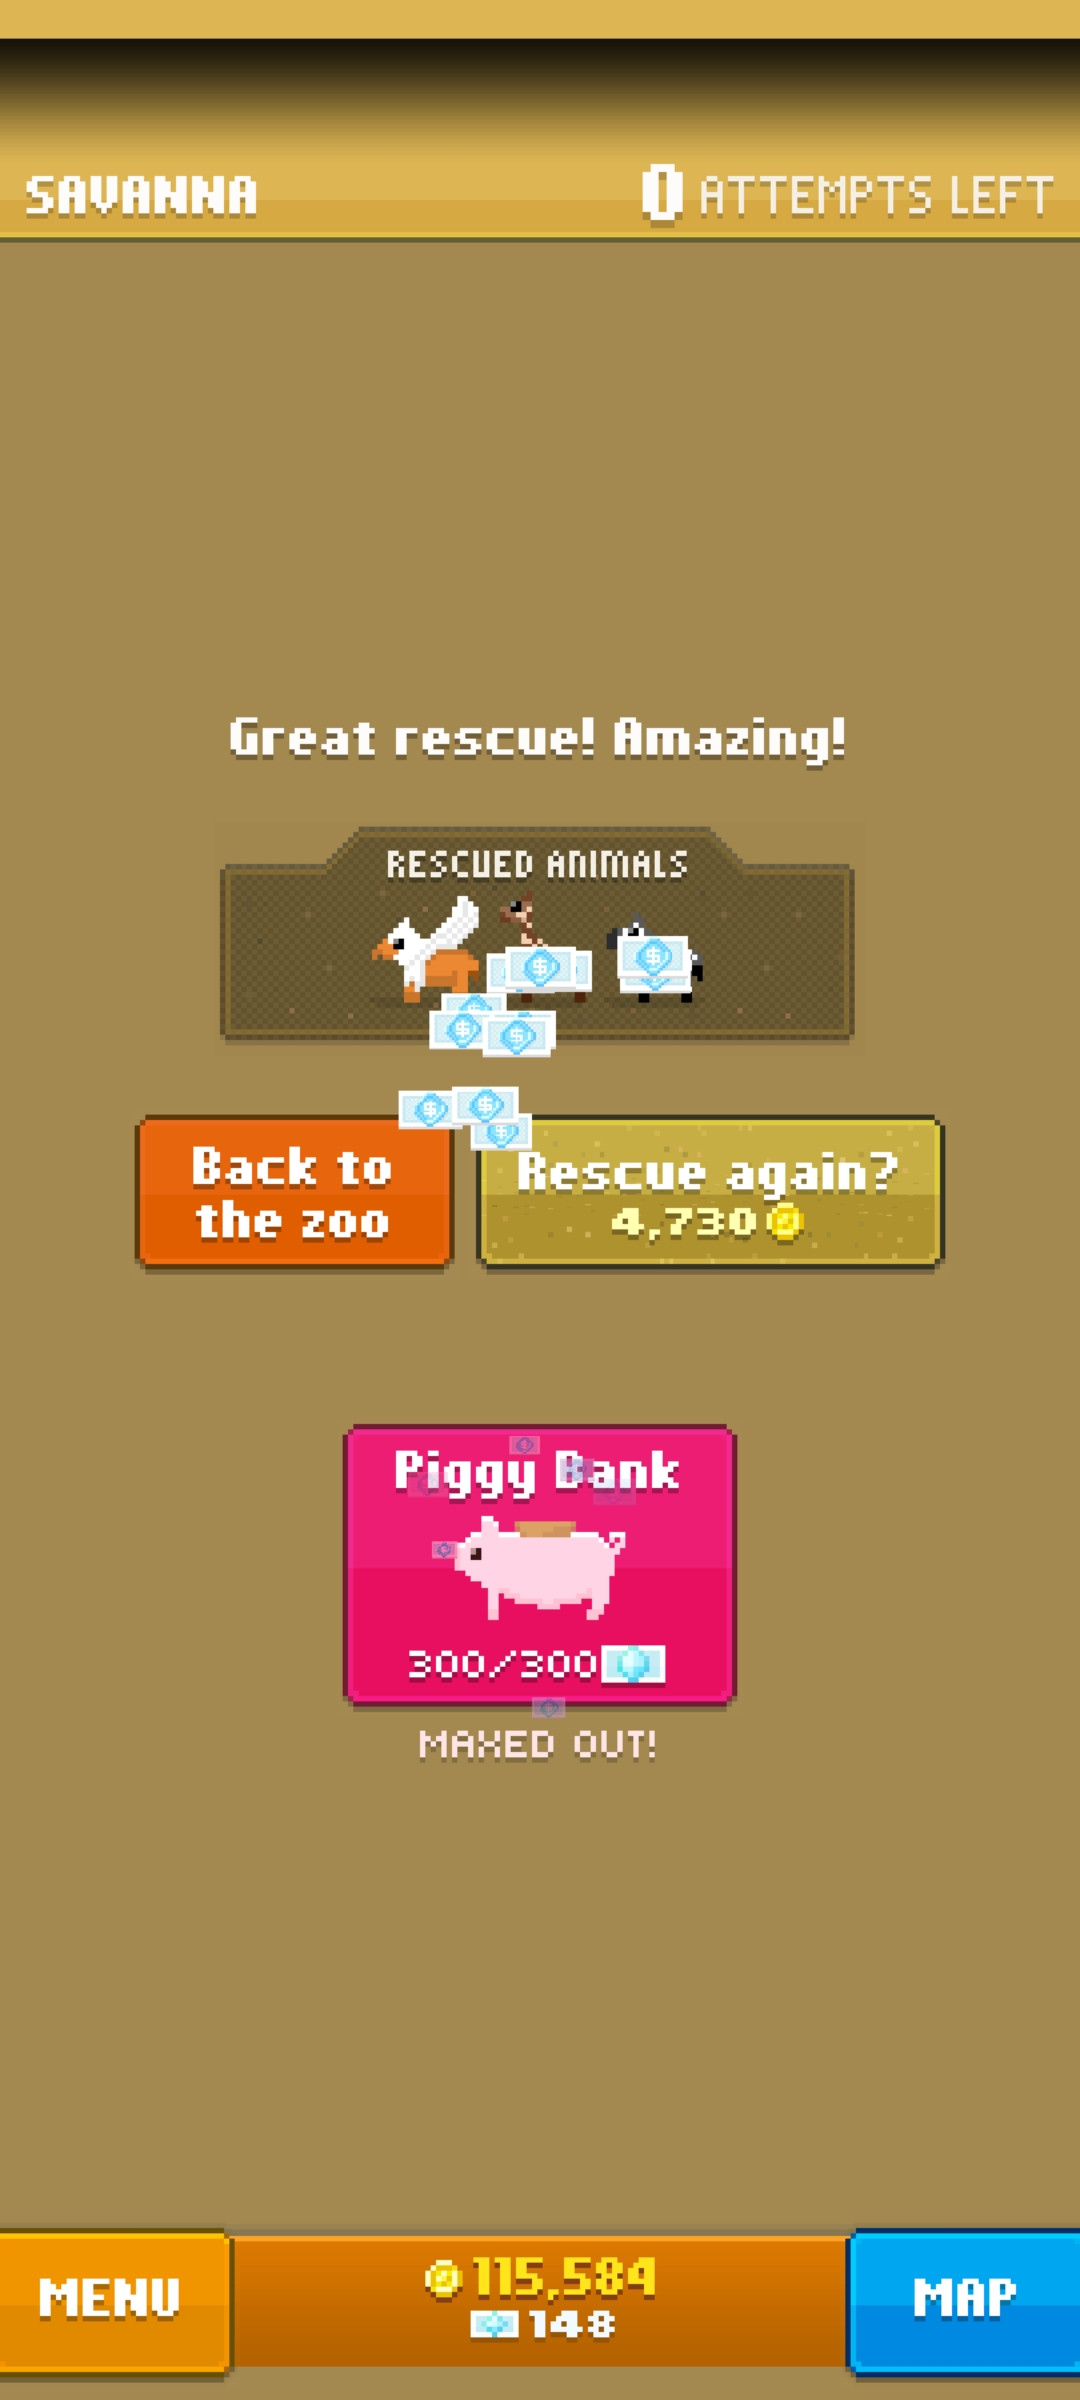 SAVANNA
0 ATTEMPTS LEFT
Great rescue! Amazing!
RESCUED ANIMALS
Back to
the zoo
Rescue again?
4,730
Piggy Bank
300/300
MAXED OUT!
MENU
115,584
148
MAP